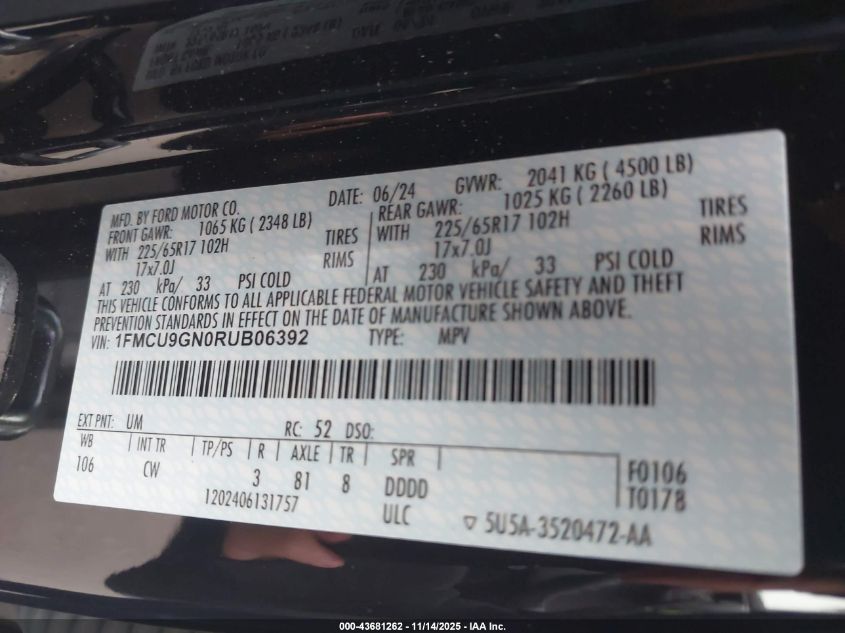 MFD. BY FORD MOTOR CO. DATE: 06/24 GVWR: 2041 KG ( 4500 LB)
FRONT GAWR: 1065 KG ( 2348 LB) REAR GAWR: 1025 KG ( 2260 LB)
WITH 225/65R17 102H TIRES WITH 225/65R17 102H TIRES
17x7.0J RIMS 17x7.0J RIMS
AT 230 kPa/ 33 PSI COLD AT 230 kPa/ 33 PSI COLD
THIS VEHICLE CONFORMS TO ALL APPLICABLE FEDERAL MOTOR VEHICLE SAFETY AND THEFT
PREVENTION STANDARDS IN EFFECT ON THE DATE OF MANUFACTURE SHOWN ABOVE.
VIN: 1FMCU9GN0RUB06392 TYPE: MPV
EXT PNT: UM RC: 52 DSO:
WB INT TR TP/PS R AXLE TR SPR
106 CW 3 81 8 DDDD F0106
1202406131757 ULC T0178
5U5A-3520472-AA
000-43681262 - 11/14/2025 - IAA Inc.